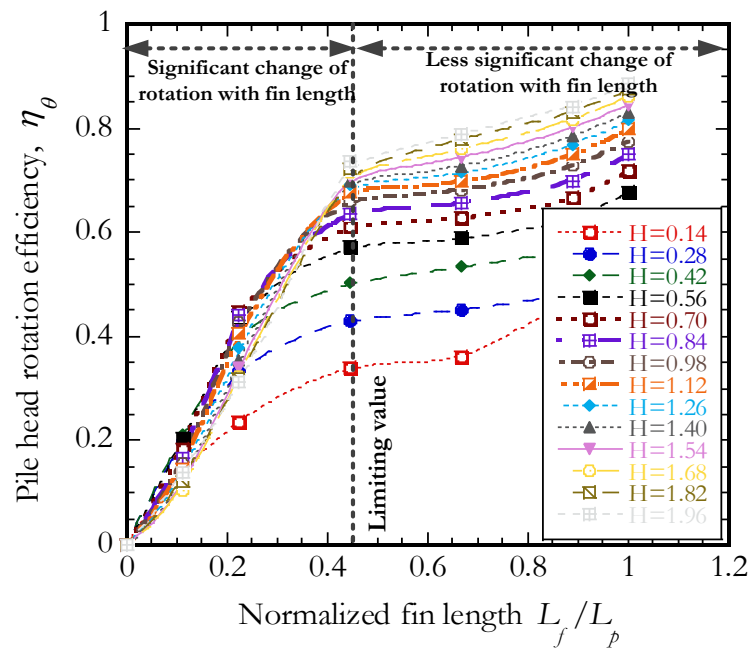 Significant change of
rotation with fin length
Less significant change of
rotation with fin length
Pile head rotation efficiency, η_θ
1
0.8
0.6
0.4
0.2
0
Limiting value
H=0.14
H=0.28
H=0.42
H=0.56
H=0.70
H=0.84
H=0.98
H=1.12
H=1.26
H=1.40
H=1.54
H=1.68
H=1.82
H=1.96
0 0.2 0.4 0.6 0.8 1 1.2
Normalized fin length L_f/L_p